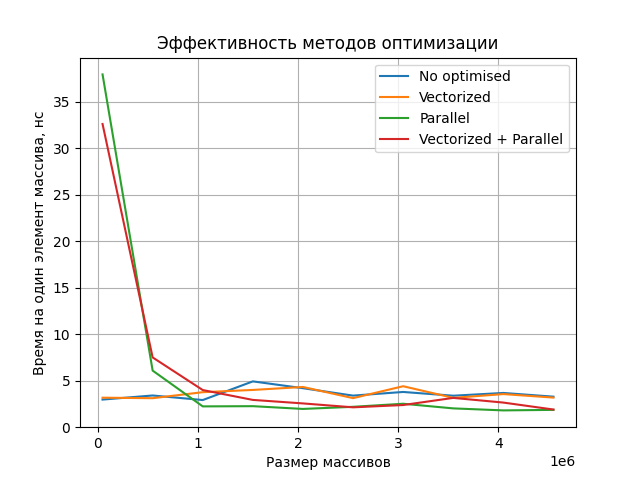 Эффективность методов оптимизации
No optimised
Vectorized
Parallel
Vectorized + Parallel
Время на один элемент массива, нс
35
30
25
20
15
10
5
0
0 1 2 3 4
1e6
Размер массивов